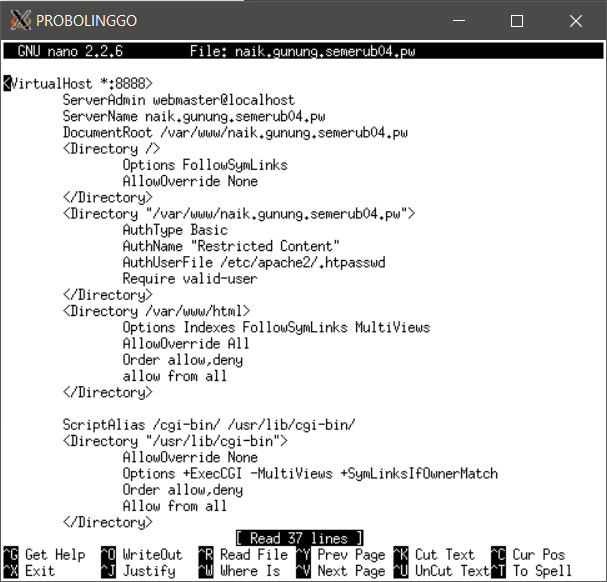 PROBOLINGGO
GNU nano 2.2.6 File: naik.gunung.semerub04.pw
<VirtualHost *:8888>
ServerAdmin webmaster@localhost
ServerName naik.gunung.semerub04.pw
DocumentRoot /var/www/naik.gunung.semerub04.pw
<Directory />
Options FollowSymLinks
AllowOverride None
</Directory>
<Directory "/var/www/naik.gunung.semerub04.pw">
AuthType Basic
AuthName "Restricted Content"
AuthUserFile /etc/apache2/.htpasswd
Require valid-user
</Directory>
<Directory /var/www/html>
Options Indexes FollowSymLinks MultiViews
AllowOverride All
Order allow,deny
allow from all
</Directory>
ScriptAlias /cgi-bin/ /usr/lib/cgi-bin/
<Directory "/usr/lib/cgi-bin">
AllowOverride None
Options +ExecCGI -MultiViews +SymLinksIfOwnerMatch
Order allow,deny
Allow from all
</Directory>
[ Read 37 lines ]
^G Get Help ^O WriteOut ^R Read File ^Y Prev Page ^K Cut Text ^C Cur Pos
^X Exit ^J Justify ^W Where Is ^V Next Page ^U UnCut Text ^T To Spell